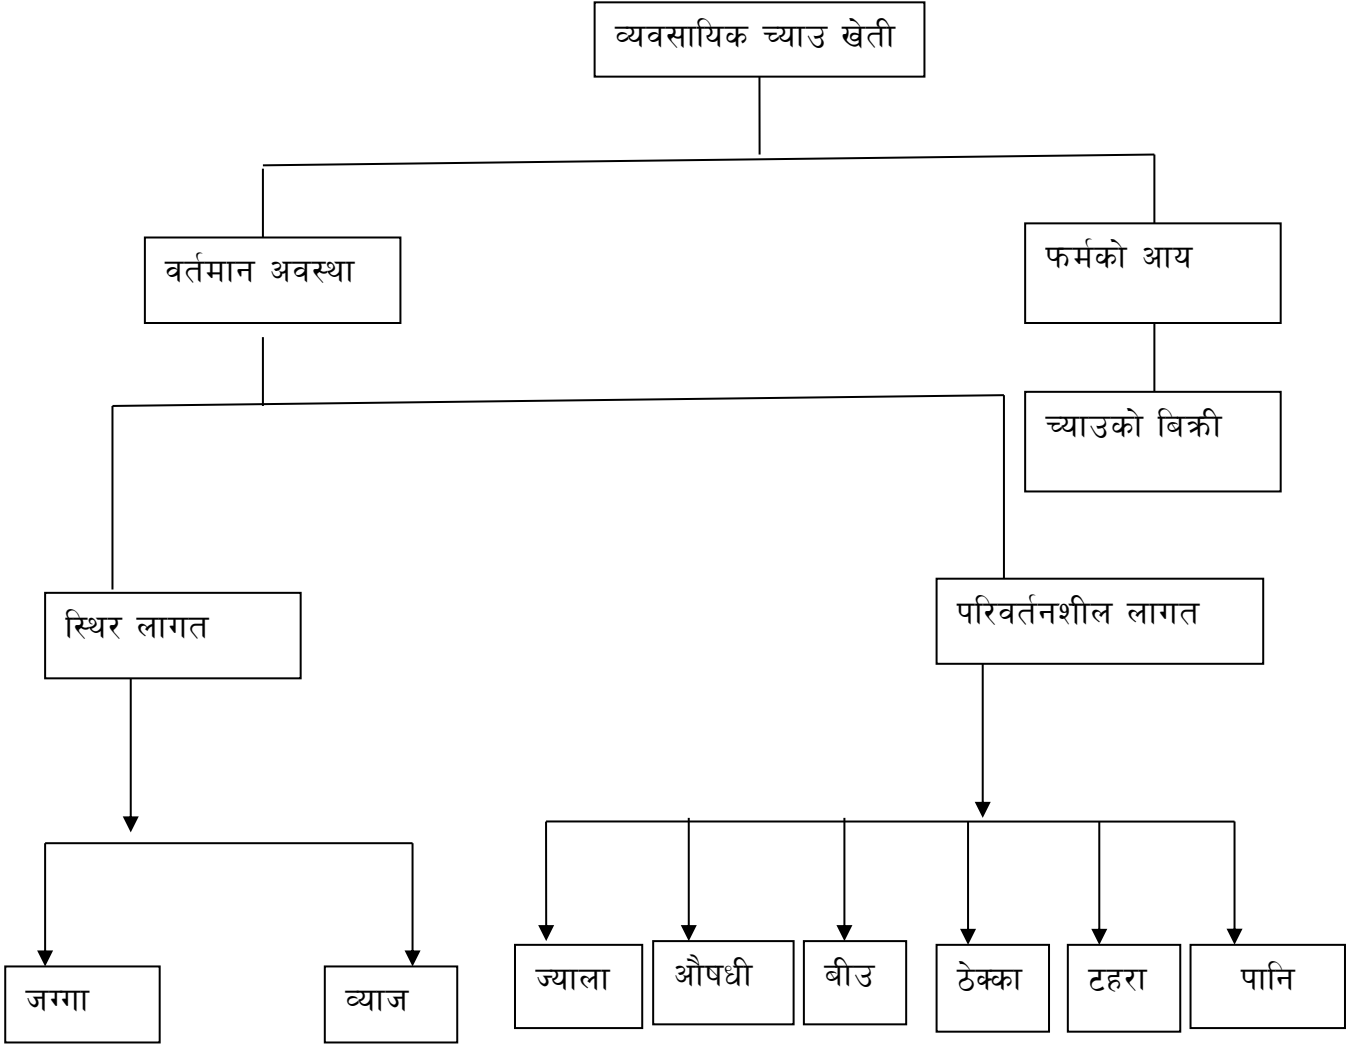 व्यवसायिक च्याउ खेती
वर्तमान अवस्था
फर्मको आय
च्याउको बिक्री
स्थिर लागत
परिवर्तनशील लागत
जग्गा
व्याज
ज्याला
औषधी
बीउ
ठेक्का
टहरा
पानि